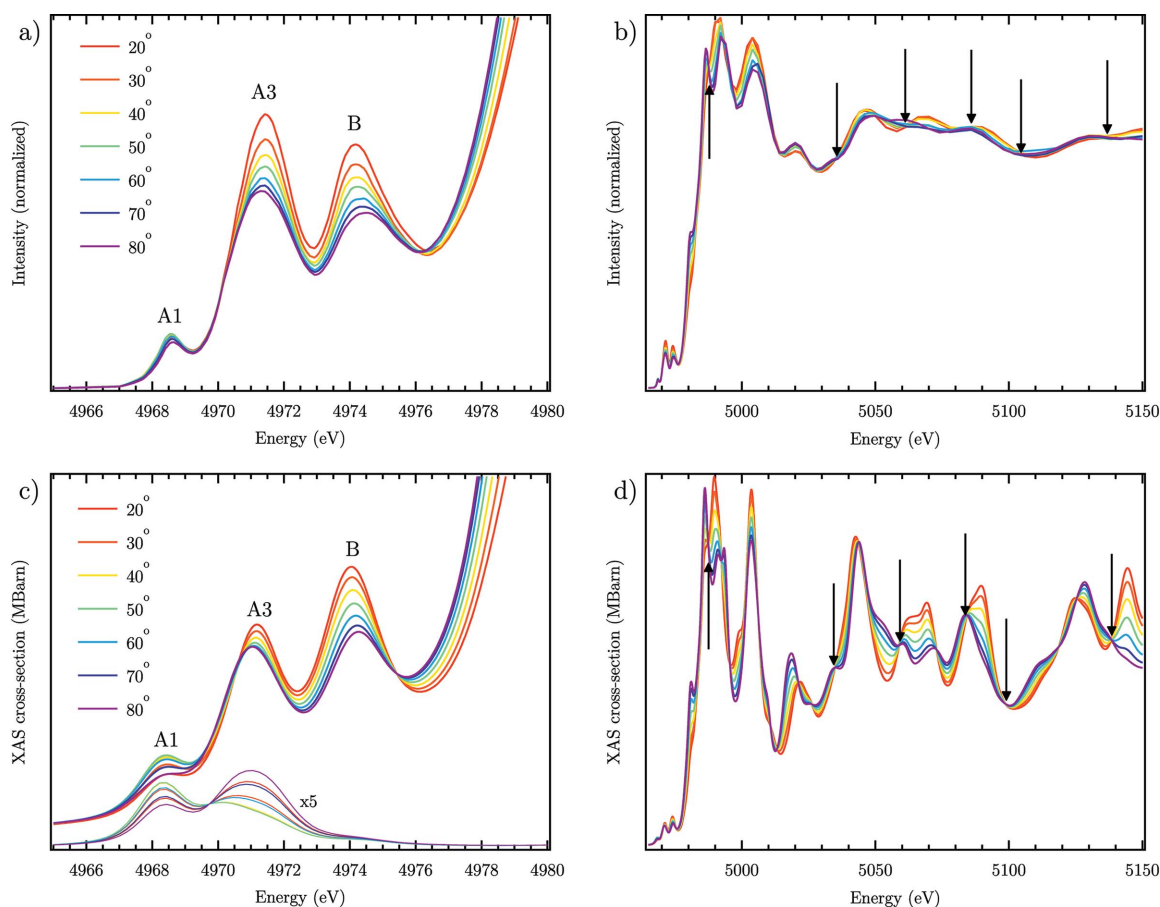 a)
20°
30°
40°
50°
60°
70°
80°
A1
A3
B
Intensity (normalized)
4966 4968 4970 4972 4974 4976 4978 4980
Energy (eV)
b)
Intensity (normalized)
5000 5050 5100 5150
Energy (eV)
c)
20°
30°
40°
50°
60°
70°
80°
A1
A3
B
x5
XAS cross-section (MBarn)
4966 4968 4970 4972 4974 4976 4978 4980
Energy (eV)
d)
XAS cross-section (MBarn)
5000 5050 5100 5150
Energy (eV)